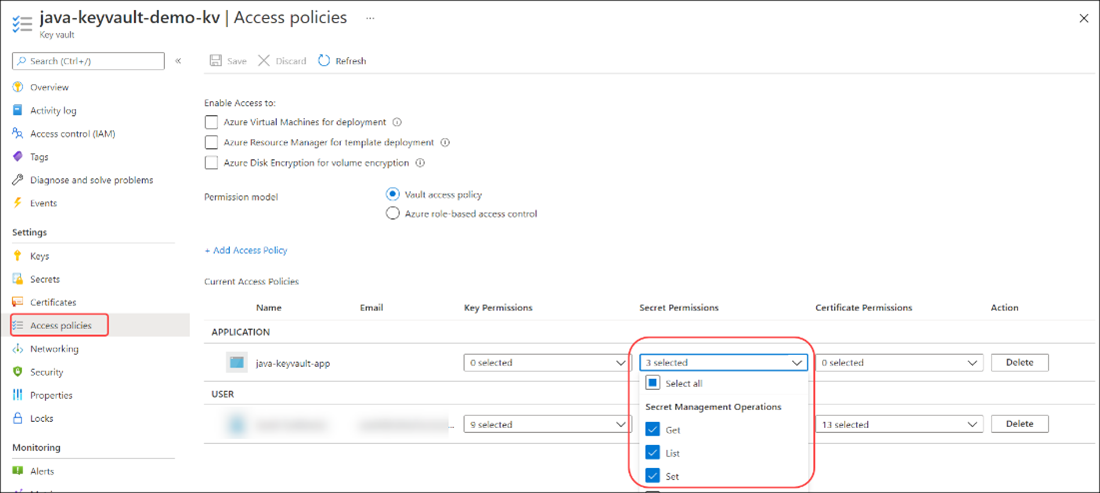 java-keyvault-demo-kv | Access policies ...
Key vault
Search (Ctrl+/)
«
Overview
Activity log
Access control (IAM)
Tags
Diagnose and solve problems
Events
Settings
Keys
Secrets
Certificates
Access policies
Networking
Security
Properties
Locks
Monitoring
Alerts
Save Discard Refresh
Enable Access to:
Azure Virtual Machines for deployment
Azure Resource Manager for template deployment
Azure Disk Encryption for volume encryption
Permission model
Vault access policy
Azure role-based access control
+ Add Access Policy
Current Access Policies
Name Email Key Permissions Secret Permissions Certificate Permissions Action
APPLICATION
java-keyvault-app 0 selected 3 selected 0 selected Delete
Select all
USER
Secret Management Operations
9 selected 13 selected Delete
Get
List
Set